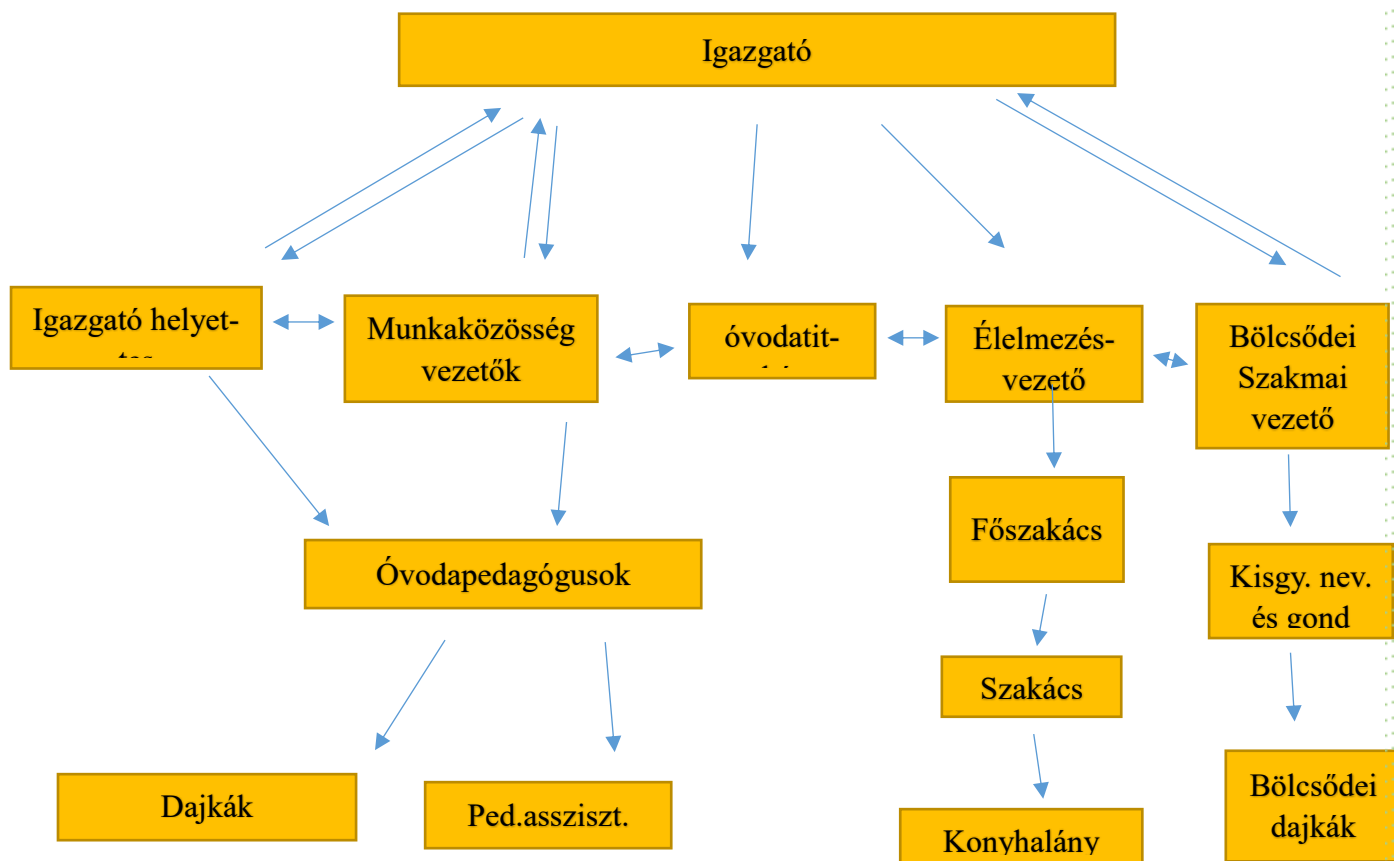 Igazgató
Igazgató helyet-
Munkaközösség
vezetők
óvodatit-
Élelmezés-
vezető
Bölcsődei
Szakmai
vezető
Főszakács
Óvodapedagógusok
Kisgy. nev.
és gond
Szakács
Dajkák
Ped.assziszt.
Konyhalány
Bölcsődei
dajkák